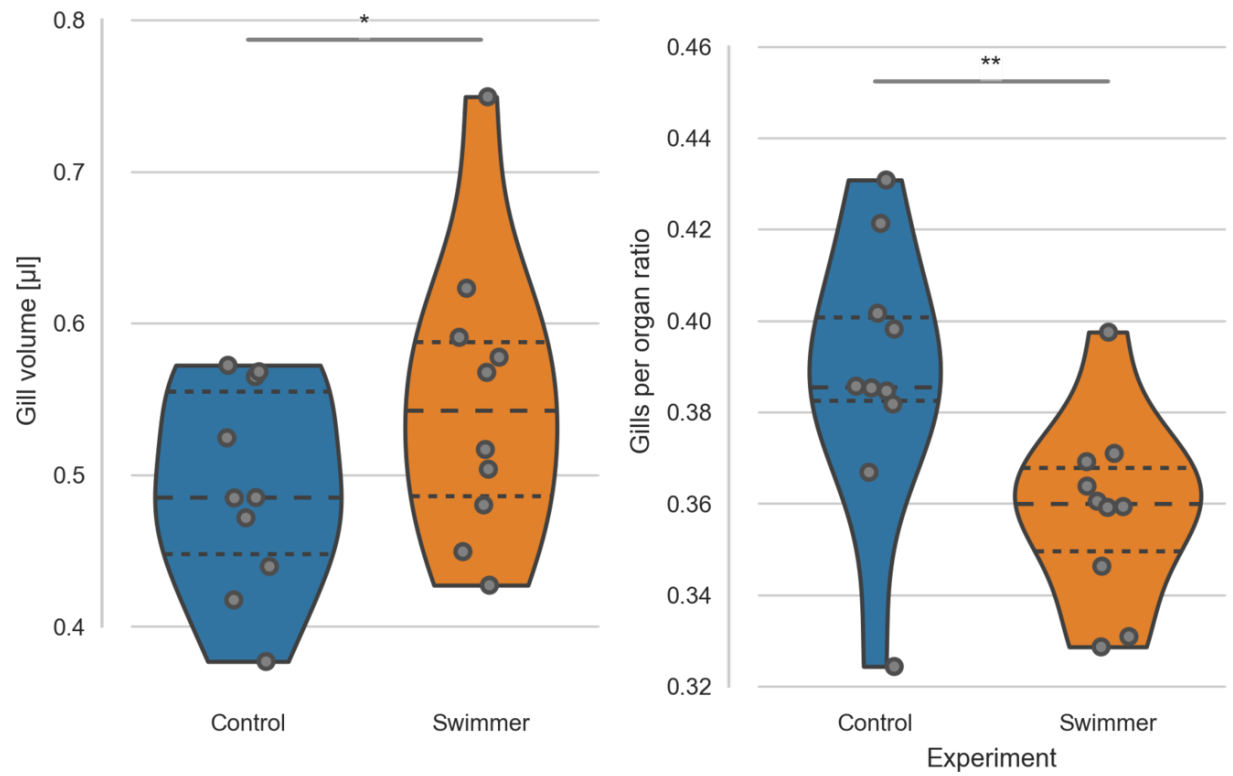 0.8
0.7
0.6
0.5
0.4
Gill volume [µl]
*
Control
Swimmer
0.46
0.44
0.42
0.40
0.38
0.36
0.34
0.32
Gills per organ ratio
**
Control
Swimmer
Experiment